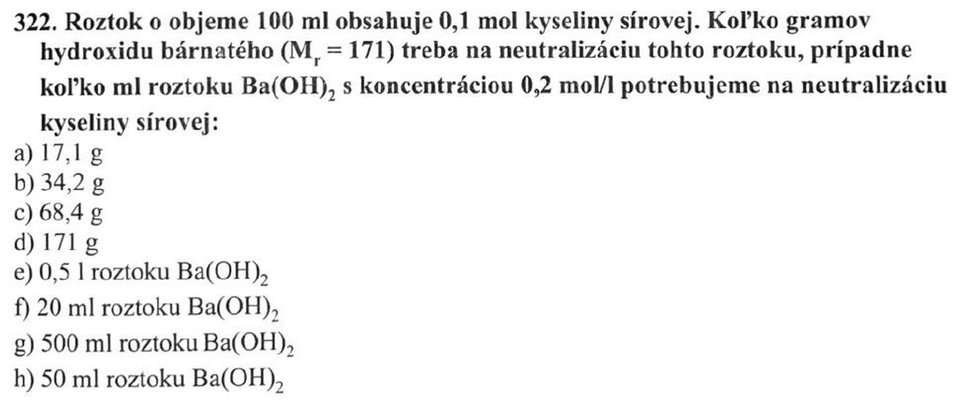 322. Roztok o objeme 100 ml obsahuje 0,1 mol kyseliny sírovej. Koľko gramov
hydroxidu bárnatého (Mᵣ = 171) treba na neutralizáciu tohto roztoku, prípadne
koľko ml roztoku Ba(OH)₂ s koncentráciou 0,2 mol/l potrebujeme na neutralizáciu
kyseliny sírovej:
a) 17,1 g
b) 34,2 g
c) 68,4 g
d) 171 g
e) 0,5 l roztoku Ba(OH)₂
f) 20 ml roztoku Ba(OH)₂
g) 500 ml roztoku Ba(OH)₂
h) 50 ml roztoku Ba(OH)₂